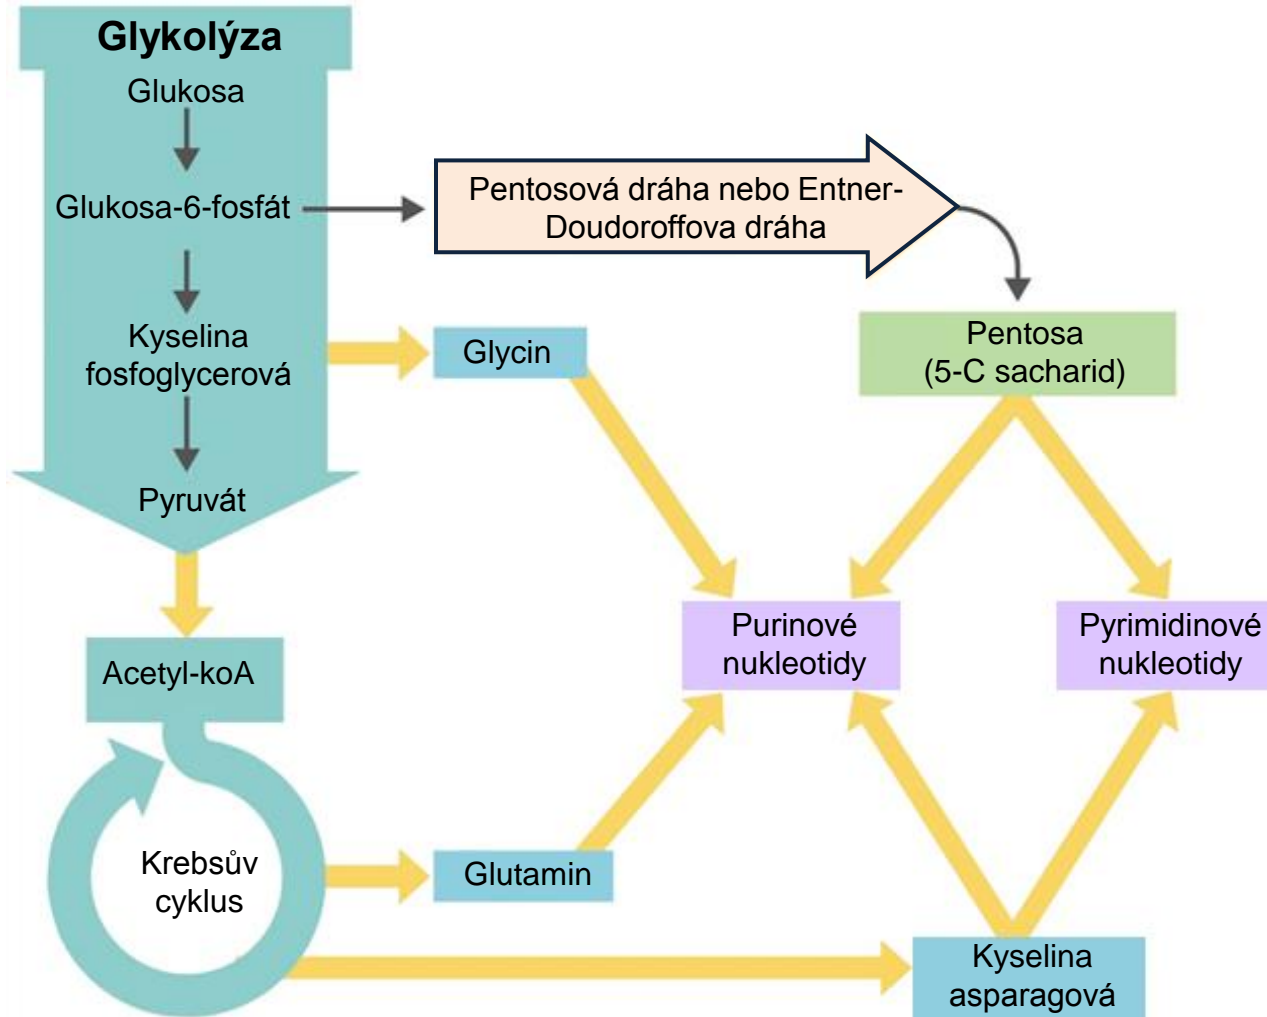 Glykolýza
Glukosa
Glukosa-6-fosfát
Pentosová dráha nebo Entner-
Doudoroffova dráha
Kyselina
fosfoglycerová
Glycin
Pentosa
(5-C sacharid)
Pyruvát
Purinové
nukleotidy
Pyrimidinové
nukleotidy
Acetyl-koA
Krebsův
cyklus
Glutamin
Kyselina
asparagová